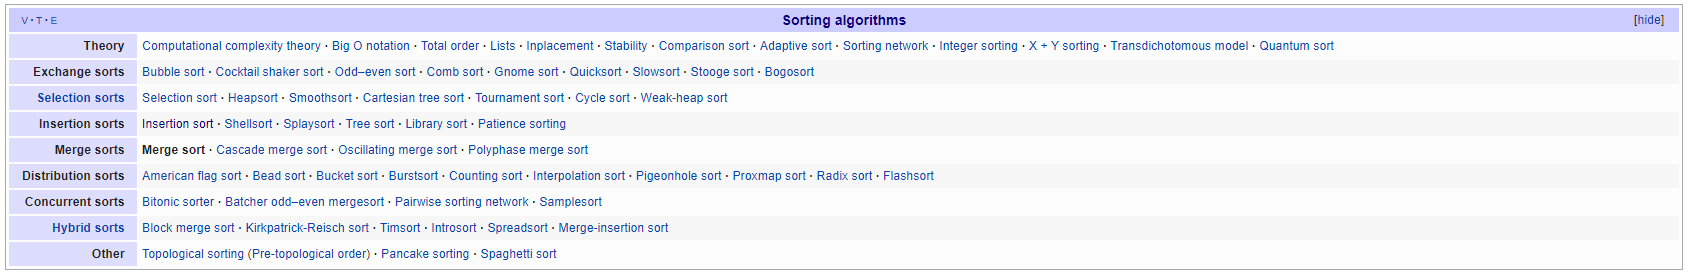 V · T · E Sorting algorithms [hide]
Theory Computational complexity theory · Big O notation · Total order · Lists · Inplacement · Stability · Comparison sort · Adaptive sort · Sorting network · Integer sorting · X + Y sorting · Transdichotomous model · Quantum sort
Exchange sorts Bubble sort · Cocktail shaker sort · Odd–even sort · Comb sort · Gnome sort · Quicksort · Slowsort · Stooge sort · Bogosort
Selection sorts Selection sort · Heapsort · Smoothsort · Cartesian tree sort · Tournament sort · Cycle sort · Weak-heap sort
Insertion sorts Insertion sort · Shellsort · Splaysort · Tree sort · Library sort · Patience sorting
Merge sorts Merge sort · Cascade merge sort · Oscillating merge sort · Polyphase merge sort
Distribution sorts American flag sort · Bead sort · Bucket sort · Burstsort · Counting sort · Interpolation sort · Pigeonhole sort · Proxmap sort · Radix sort · Flashsort
Concurrent sorts Bitonic sorter · Batcher odd–even mergesort · Pairwise sorting network · Samplesort
Hybrid sorts Block merge sort · Kirkpatrick-Reisch sort · Timsort · Introsort · Spreadsort · Merge-insertion sort
Other Topological sorting (Pre-topological order) · Pancake sorting · Spaghetti sort